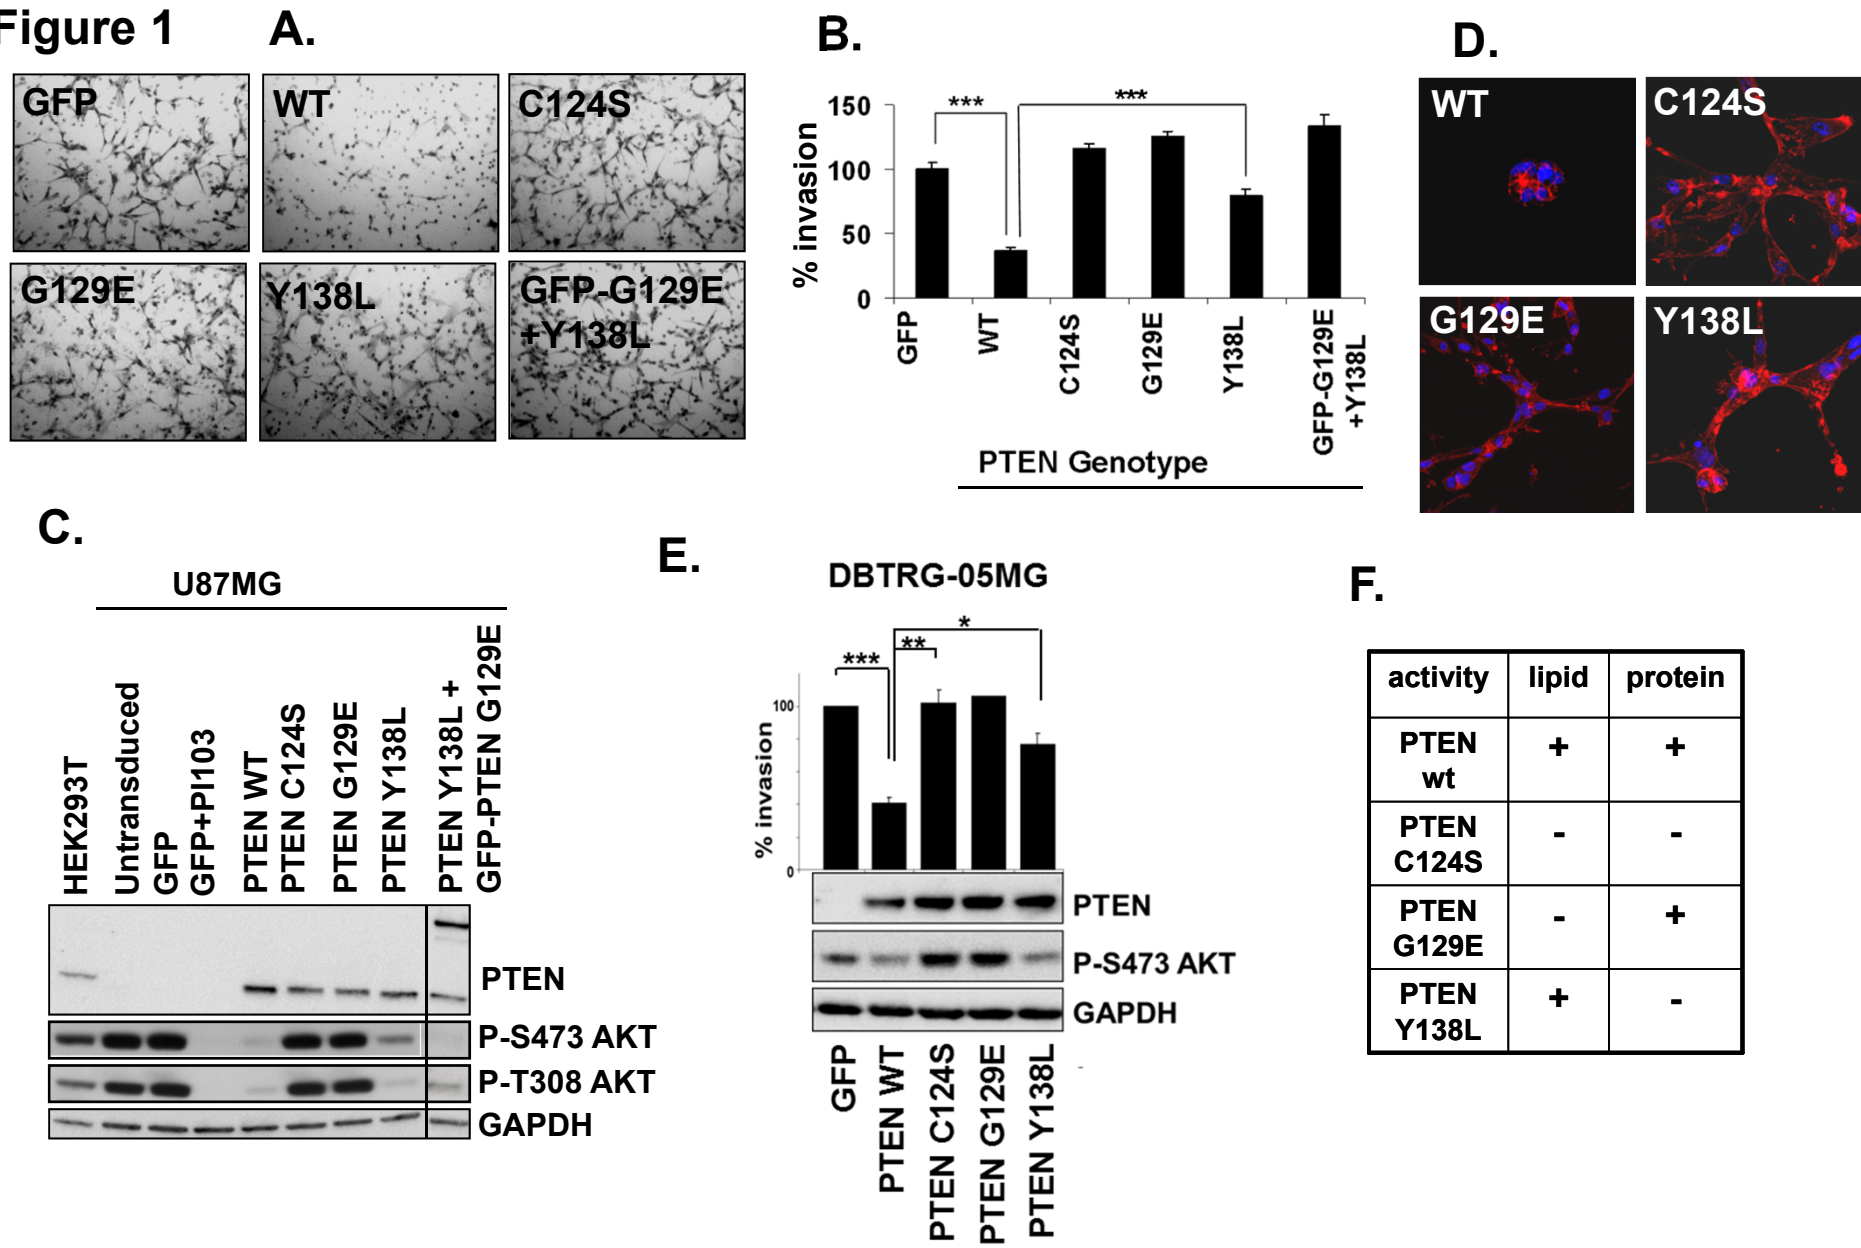 Figure 1
A.
GFP
WT
C124S
G129E
Y138L
GFP-G129E
+Y138L
B.
% invasion
150
100
50
0
***
***
GFP
WT
C124S
G129E
Y138L
GFP-G129E
+Y138L
PTEN Genotype
D.
WT
C124S
G129E
Y138L
C.
U87MG
HEK293T
Untransduced
GFP
GFP+PI103
PTEN WT
PTEN C124S
PTEN G129E
PTEN Y138L
PTEN Y138L +
GFP-PTEN G129E
PTEN
P-S473 AKT
P-T308 AKT
GAPDH
E.
DBTRG-05MG
% invasion
100
0
***
**
*
PTEN
P-S473 AKT
GAPDH
GFP
PTEN WT
PTEN C124S
PTEN G129E
PTEN Y138L
-
F.
activity lipid protein
PTEN
wt
+ +
PTEN
C124S
- -
PTEN
G129E
- +
PTEN
Y138L
+ -